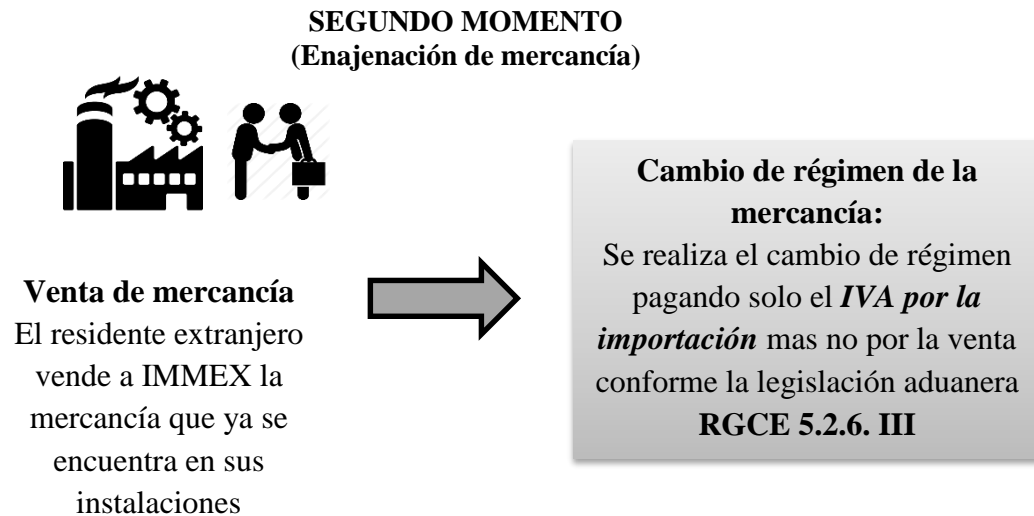 SEGUNDO MOMENTO
(Enajenación de mercancía)
Venta de mercancía
El residente extranjero
vende a IMMEX la
mercancía que ya se
encuentra en sus
instalaciones
Cambio de régimen de la
mercancía:
Se realiza el cambio de régimen
pagando solo el IVA por la
importación mas no por la venta
conforme la legislación aduanera
RGCE 5.2.6. III